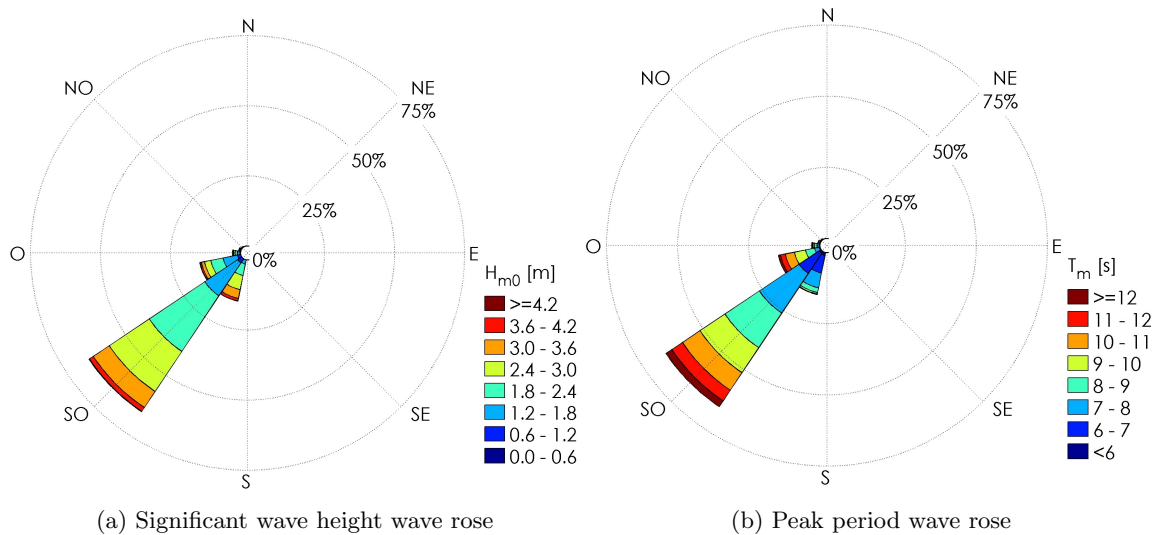 N
NO
NE
75%
50%
25%
0%
O
E
SO
SE
S
H_m0 [m]
>=4.2
3.6 - 4.2
3.0 - 3.6
2.4 - 3.0
1.8 - 2.4
1.2 - 1.8
0.6 - 1.2
0.0 - 0.6
(a) Significant wave height wave rose
N
NO
NE
75%
50%
25%
0%
O
E
SO
SE
S
T_m [s]
>=12
11 - 12
10 - 11
9 - 10
8 - 9
7 - 8
6 - 7
<6
(b) Peak period wave rose